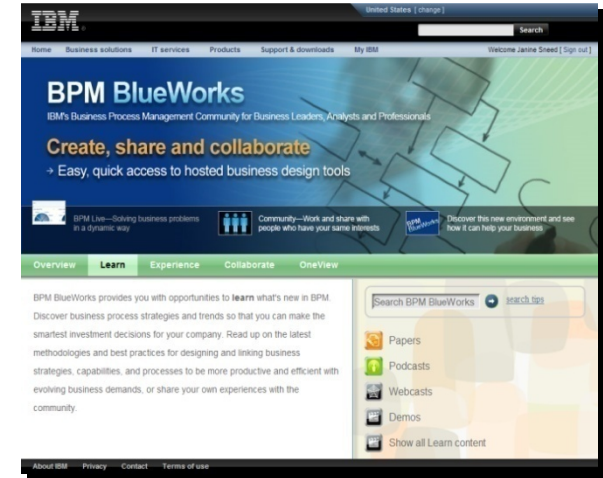 United States [ change ]
IBM
Search
Home Business solutions IT services Products Support & downloads My IBM Welcome Janine Sneed [ Sign out ]
BPM BlueWorks
IBM's Business Process Management Community for Business Leaders, Analysts and Professionals
Create, share and collaborate
→ Easy, quick access to hosted business design tools
BPM Live—Solving business problems
in a dynamic way
Community—Work and share with
people who have your same interests
BPM
BlueWorks
Discover this new environment and see
how it can help your business
Overview Learn Experience Collaborate OneView
BPM BlueWorks provides you with opportunities to learn what's new in BPM.
Discover business process strategies and trends so that you can make the
smartest investment decisions for your company. Read up on the latest
methodologies and best practices for designing and linking business
strategies, capabilities, and processes to be more productive and efficient with
evolving business demands, or share your own experiences with the
community.
Search BPM BlueWorks search tips
Papers
Podcasts
Webcasts
Demos
Show all Learn content
About IBM Privacy Contact Terms of use